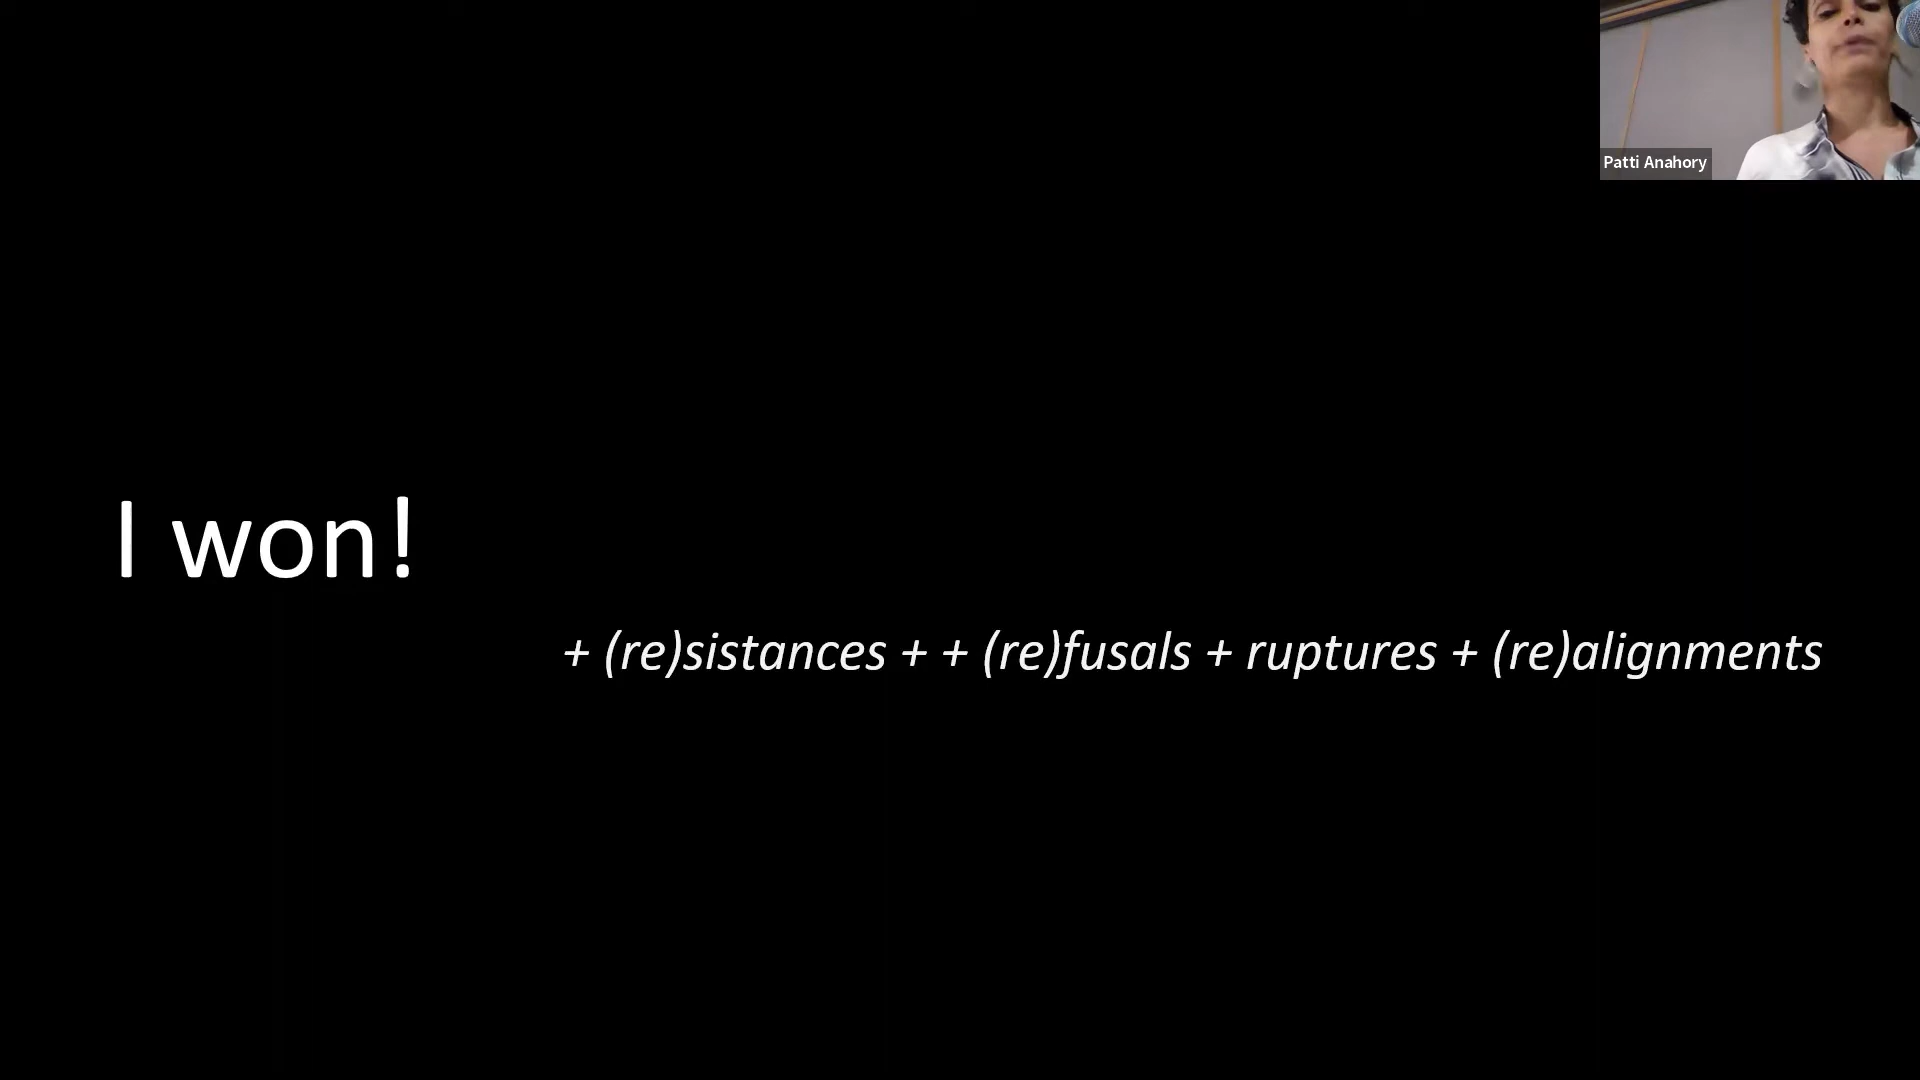 Patti Anahory
I won!
+ (re)sistances + + (re)fusals + ruptures + (re)alignments